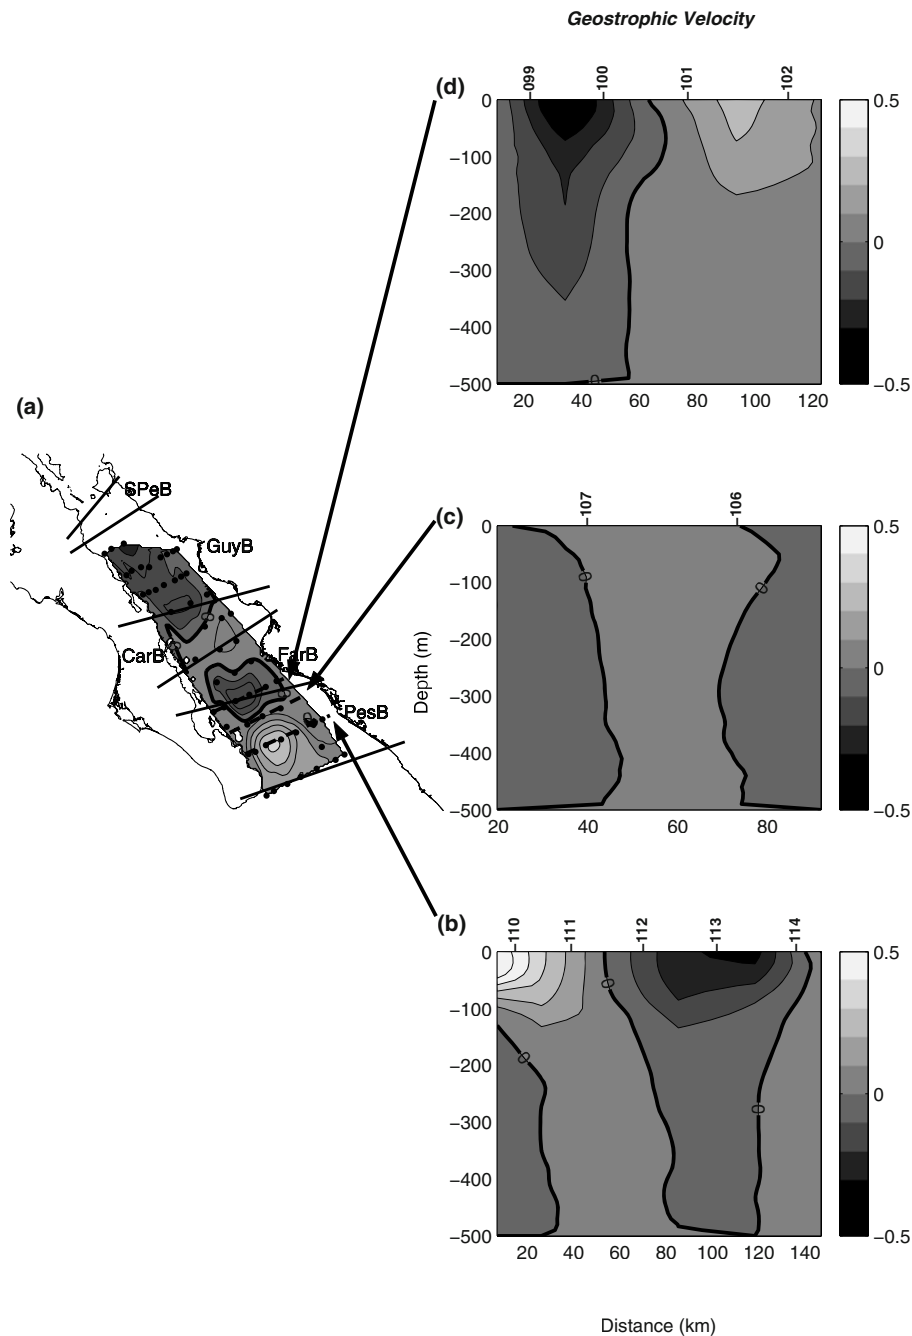 Geostrophic Velocity
(d)
099 100 101 102
0
−100
−200
−300
−400
−500
0
20 40 60 80 100 120
0.5
0
−0.5
(a)
SPeB
GuyB
CarB
FarB
PesB
(c)
107 106
0
−100
−200
−300
−400
−500
Depth (m)
0 0
20 40 60 80
0.5
0
−0.5
(b)
110 111 112 113 114
0
−100
−200
−300
−400
−500
0 0 0
20 40 60 80 100 120 140
0.5
0
−0.5
Distance (km)